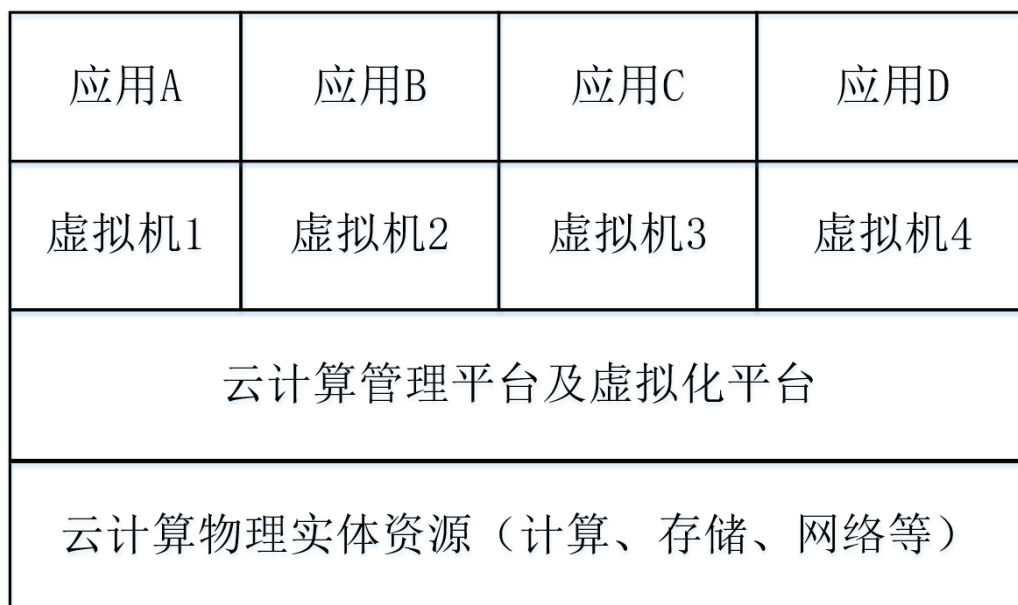 应用A 应用B 应用C 应用D
虚拟机1 虚拟机2 虚拟机3 虚拟机4
云计算管理平台及虚拟化平台
云计算物理实体资源（计算、存储、网络等）